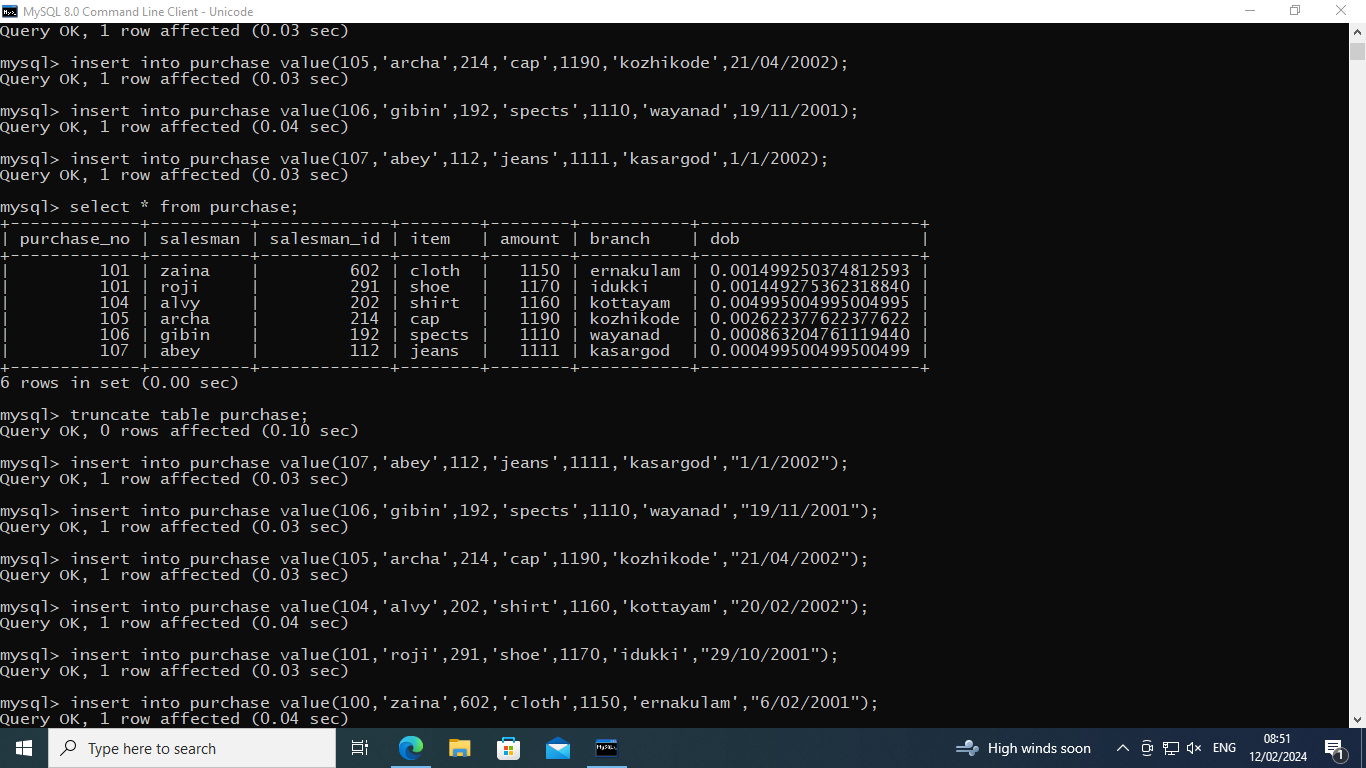 MySQL 8.0 Command Line Client - Unicode
Query OK, 1 row affected (0.03 sec)
mysql> insert into purchase value(105,'archa',214,'cap',1190,'kozhikode',21/04/2002);
Query OK, 1 row affected (0.03 sec)
mysql> insert into purchase value(106,'gibin',192,'spects',1110,'wayanad',19/11/2001);
Query OK, 1 row affected (0.04 sec)
mysql> insert into purchase value(107,'abey',112,'jeans',1111,'kasargod',1/1/2002);
Query OK, 1 row affected (0.03 sec)
mysql> select * from purchase;
+-------------+----------+-------------+--------+--------+-----------+----------------------+
| purchase_no | salesman | salesman_id | item   | amount | branch    | dob                  |
+-------------+----------+-------------+--------+--------+-----------+----------------------+
|         101 | zaina    |         602 | cloth  |   1150 | ernakulam | 0.001499250374812593 |
|         101 | roji     |         291 | shoe   |   1170 | idukki    | 0.001449275362318840 |
|         104 | alvy     |         202 | shirt  |   1160 | kottayam  | 0.004995004995004995 |
|         105 | archa    |         214 | cap    |   1190 | kozhikode | 0.002622377622377622 |
|         106 | gibin    |         192 | spects |   1110 | wayanad   | 0.000863204761119440 |
|         107 | abey     |         112 | jeans  |   1111 | kasargod  | 0.000499500499500499 |
+-------------+----------+-------------+--------+--------+-----------+----------------------+
6 rows in set (0.00 sec)
mysql> truncate table purchase;
Query OK, 0 rows affected (0.10 sec)
mysql> insert into purchase value(107,'abey',112,'jeans',1111,'kasargod',"1/1/2002");
Query OK, 1 row affected (0.03 sec)
mysql> insert into purchase value(106,'gibin',192,'spects',1110,'wayanad',"19/11/2001");
Query OK, 1 row affected (0.03 sec)
mysql> insert into purchase value(105,'archa',214,'cap',1190,'kozhikode',"21/04/2002");
Query OK, 1 row affected (0.03 sec)
mysql> insert into purchase value(104,'alvy',202,'shirt',1160,'kottayam',"20/02/2002");
Query OK, 1 row affected (0.04 sec)
mysql> insert into purchase value(101,'roji',291,'shoe',1170,'idukki',"29/10/2001");
Query OK, 1 row affected (0.03 sec)
mysql> insert into purchase value(100,'zaina',602,'cloth',1150,'ernakulam',"6/02/2001");
Query OK, 1 row affected (0.04 sec)
Type here to search
High winds soon
ENG
08:51
12/02/2024
1